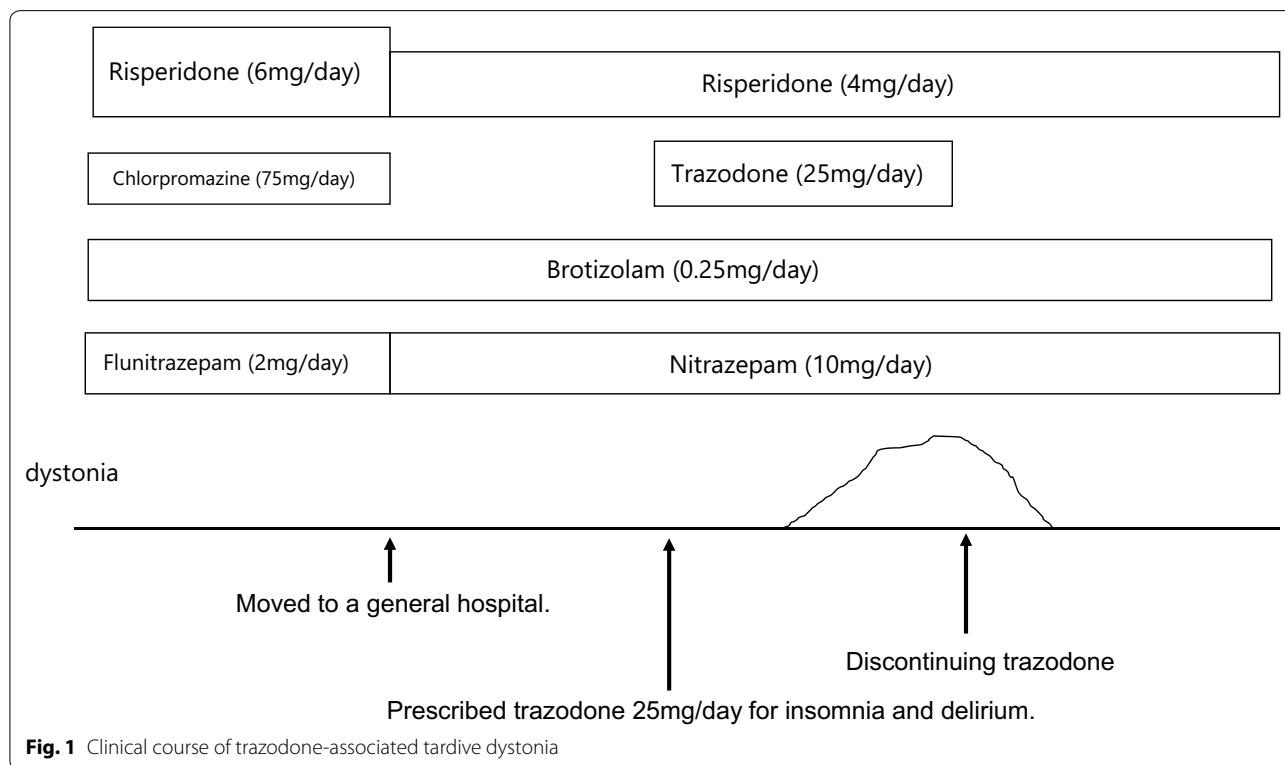 Risperidone (6mg/day)
Risperidone (4mg/day)
Chlorpromazine (75mg/day)
Trazodone (25mg/day)
Brotizolam (0.25mg/day)
Flunitrazepam (2mg/day)
Nitrazepam (10mg/day)
dystonia
Moved to a general hospital.
Discontinuing trazodone
Prescribed trazodone 25mg/day for insomnia and delirium.
Fig. 1 Clinical course of trazodone-associated tardive dystonia